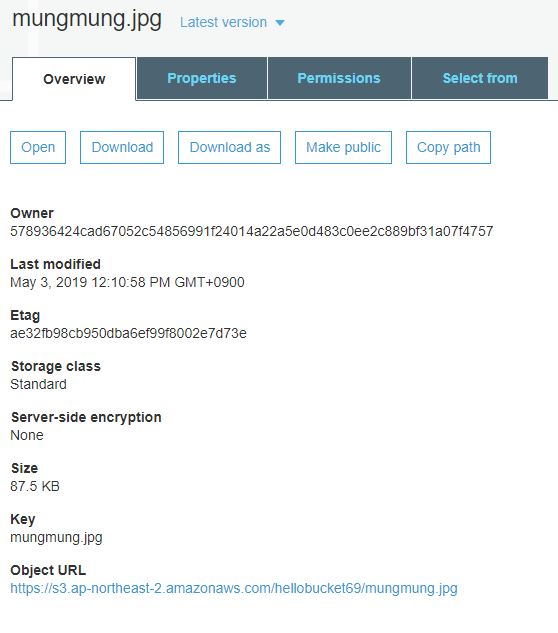 mungmung.jpg Latest version
Overview Properties Permissions Select from
Open Download Download as Make public Copy path
Owner
578936424cad67052c54856991f24014a22a5e0d483c0ee2c889bf31a07f4757
Last modified
May 3, 2019 12:10:58 PM GMT+0900
Etag
ae32fb98cb950dba6ef99f8002e7d73e
Storage class
Standard
Server-side encryption
None
Size
87.5 KB
Key
mungmung.jpg
Object URL
https://s3.ap-northeast-2.amazonaws.com/hellobucket69/mungmung.jpg